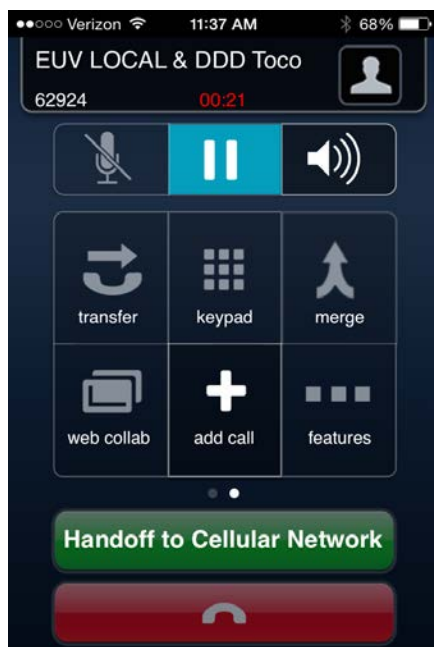 Verizon 11:37 AM 68%
EUV LOCAL & DDD Toco
62924 00:21
transfer keypad merge
web collab add call features
Handoff to Cellular Network